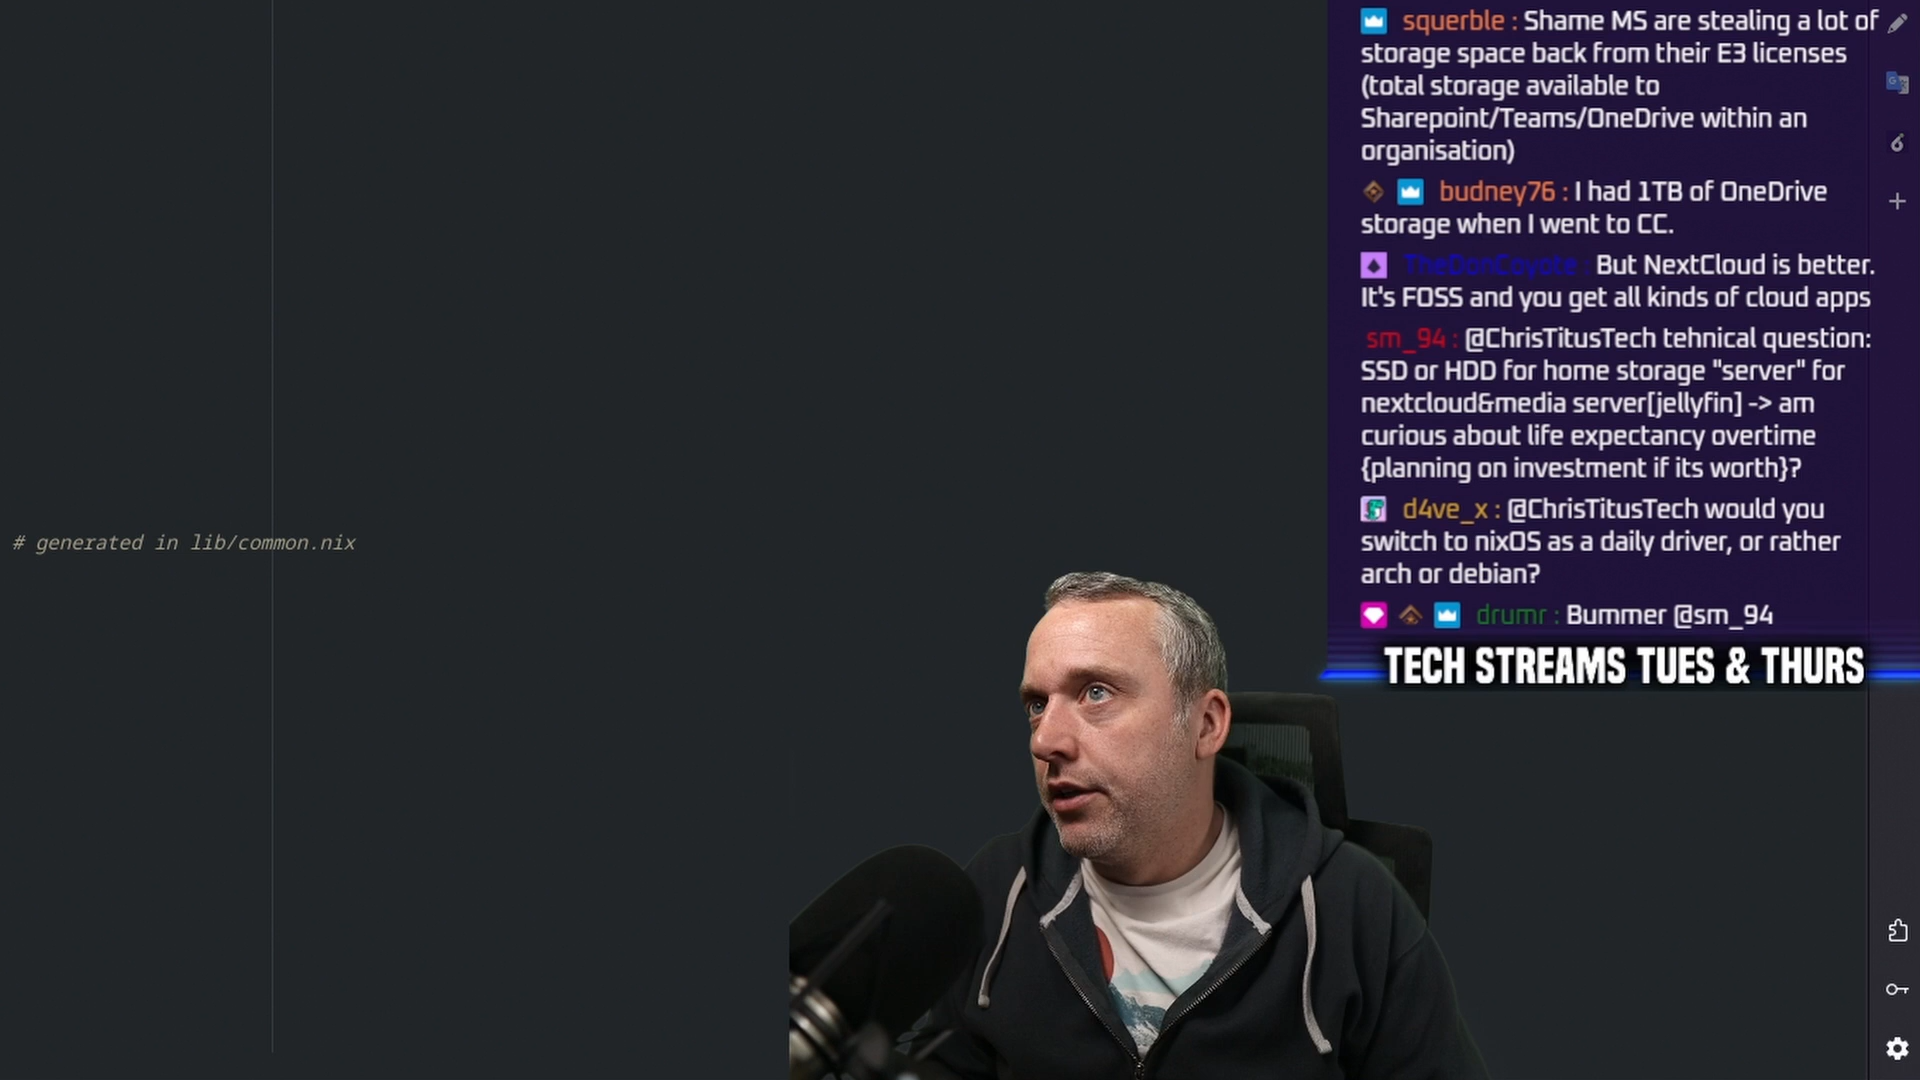 squerble : Shame MS are stealing a lot of
storage space back from their E3 licenses
(total storage available to
Sharepoint/Teams/OneDrive within an
organisation)
budney76 : I had 1TB of OneDrive
storage when I went to CC.
TheDonCoyote : But NextCloud is better.
It's FOSS and you get all kinds of cloud apps
sm_94 : @ChrisTitusTech tehnical question:
SSD or HDD for home storage "server" for
nextcloud&media server[jellyfin] -> am
curious about life expectancy overtime
{planning on investment if its worth}?
d4ve_x : @ChrisTitusTech would you
switch to nixOS as a daily driver, or rather
arch or debian?
drumr : Bummer @sm_94
TECH STREAMS TUES & THURS
# generated in lib/common.nix